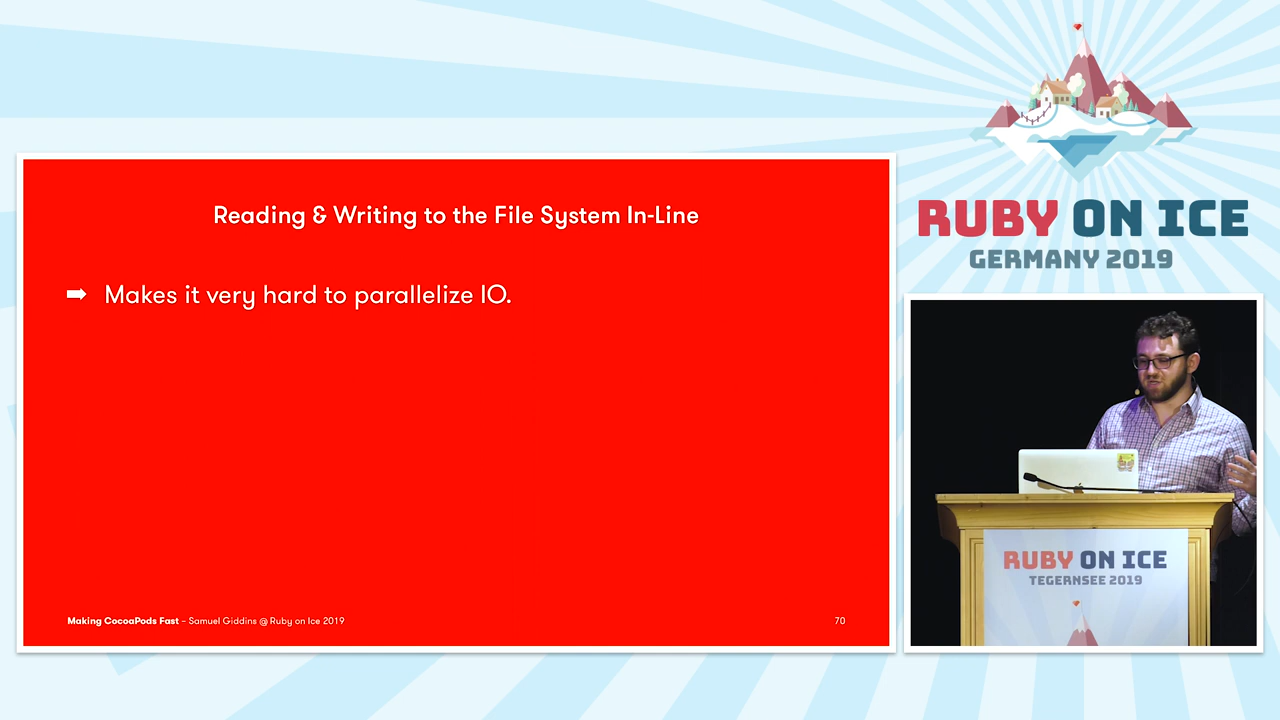 Reading & Writing to the File System In-Line
➡ Makes it very hard to parallelize IO.
Making CocoaPods Fast – Samuel Giddins @ Ruby on Ice 2019
70
RUBY ON ICE
GERMANY 2019
RUBY ON ICE
TEGERNSEE 2019